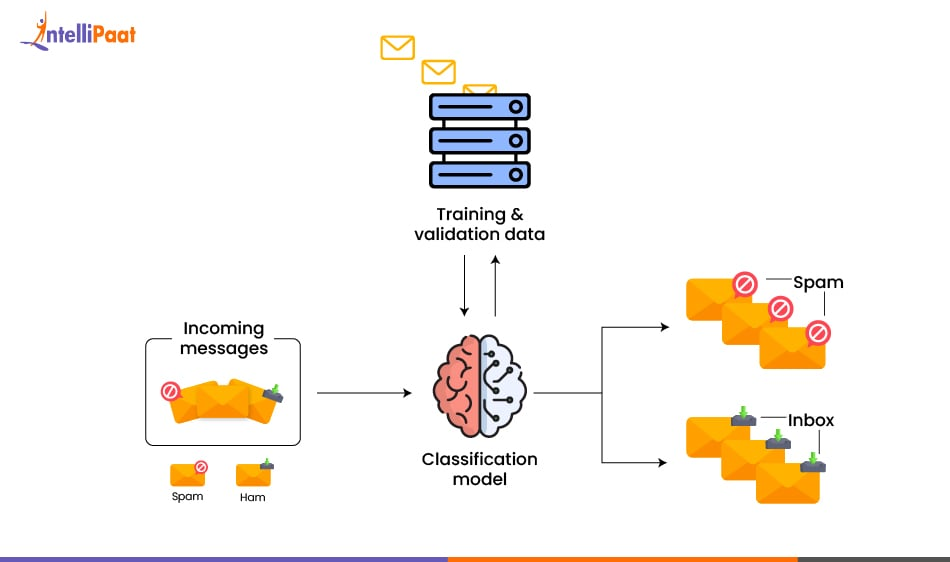 IntelliPaat
Training &
validation data
Incoming
messages
Spam
Ham
Classification
model
Spam
Inbox